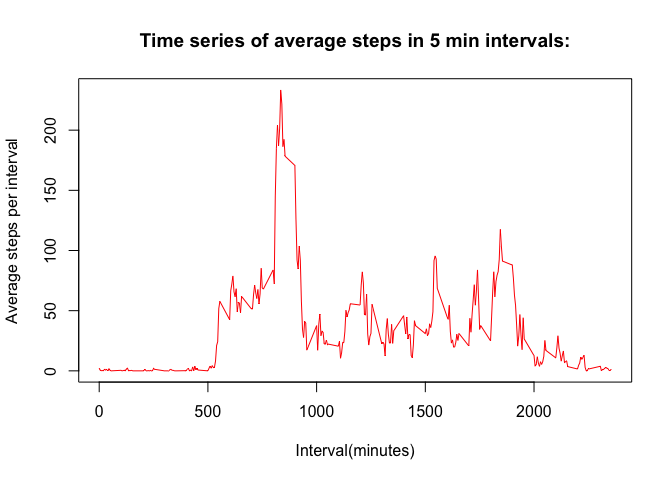 Time series of average steps in 5 min intervals:
Average steps per interval
200
150
100
50
0
0 500 1000 1500 2000
Interval(minutes)